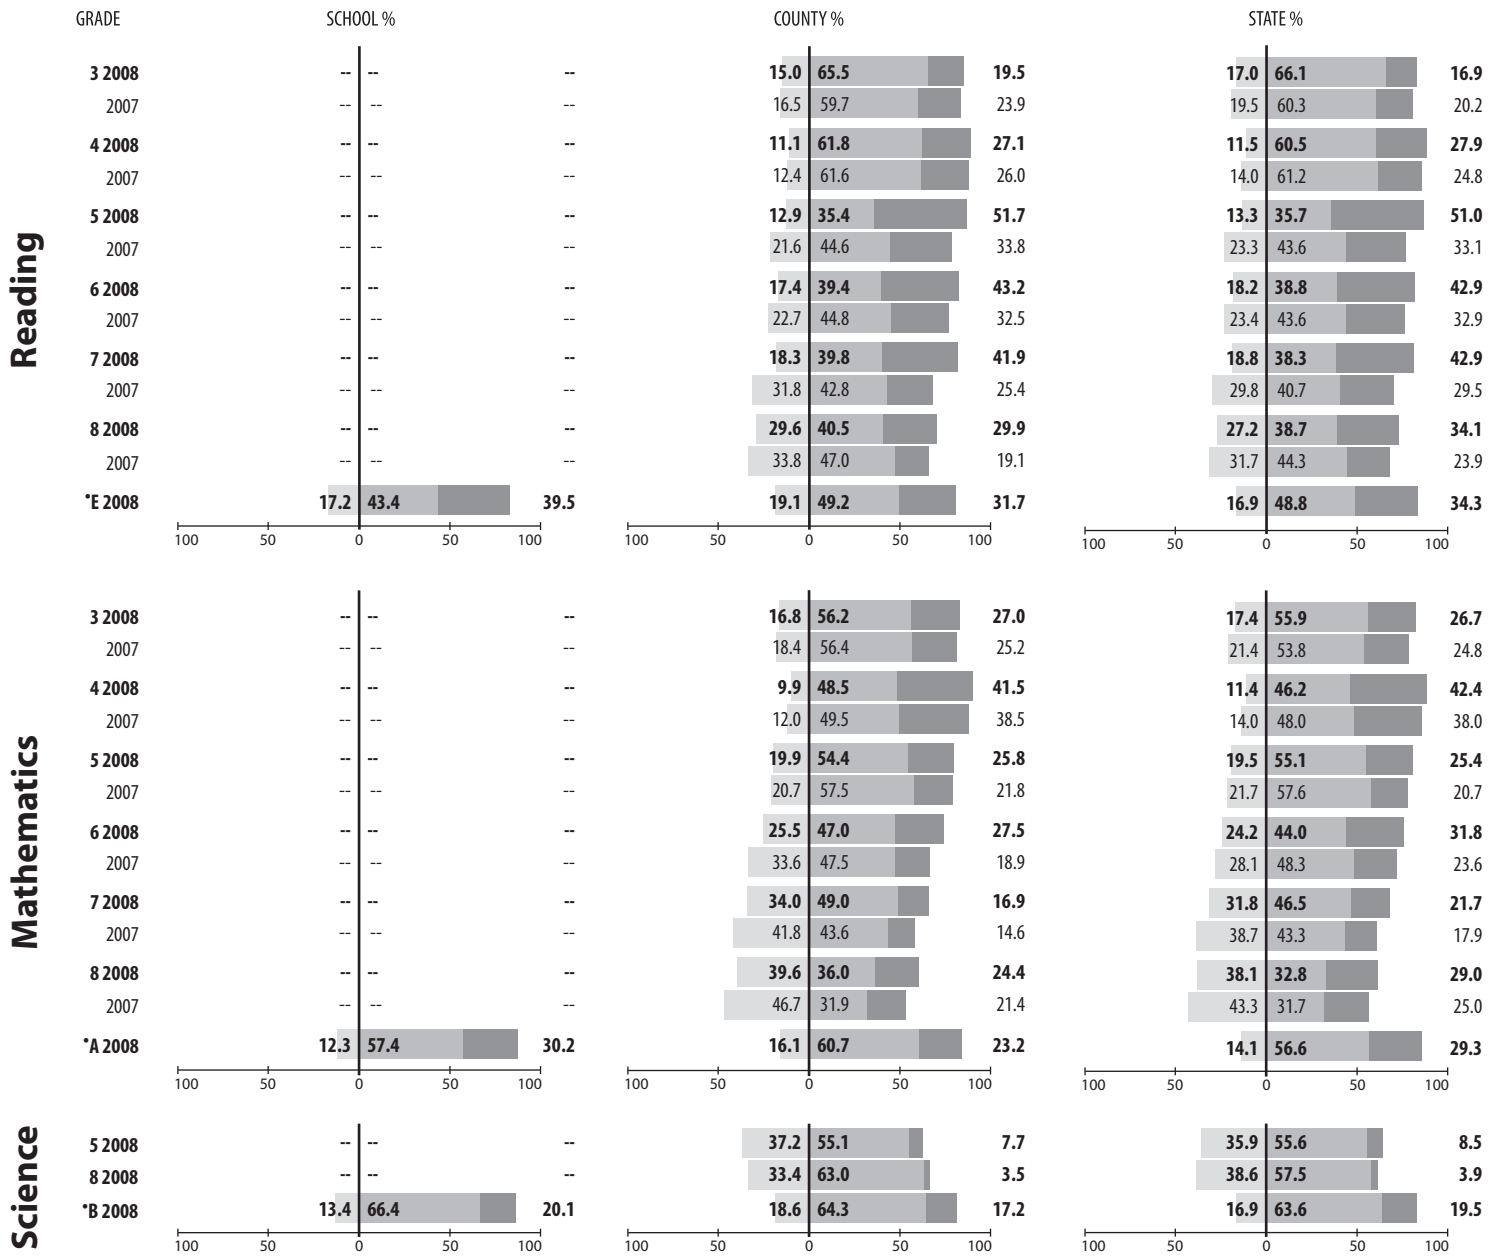 GRADE SCHOOL % COUNTY % STATE %
Reading
3 2008 -- -- -- 15.0 65.5 19.5 17.0 66.1 16.9
2007 -- -- -- 16.5 59.7 23.9 19.5 60.3 20.2
4 2008 -- -- -- 11.1 61.8 27.1 11.5 60.5 27.9
2007 -- -- -- 12.4 61.6 26.0 14.0 61.2 24.8
5 2008 -- -- -- 12.9 35.4 51.7 13.3 35.7 51.0
2007 -- -- -- 21.6 44.6 33.8 23.3 43.6 33.1
6 2008 -- -- -- 17.4 39.4 43.2 18.2 38.8 42.9
2007 -- -- -- 22.7 44.8 32.5 23.4 43.6 32.9
7 2008 -- -- -- 18.3 39.8 41.9 18.8 38.3 42.9
2007 -- -- -- 31.8 42.8 25.4 29.8 40.7 29.5
8 2008 -- -- -- 29.6 40.5 29.9 27.2 38.7 34.1
2007 -- -- -- 33.8 47.0 19.1 31.7 44.3 23.9
•E 2008 17.2 43.4 39.5 19.1 49.2 31.7 16.9 48.8 34.3
100 50 0 50 100 100 50 0 50 100 100 50 0 50 100
Mathematics
3 2008 -- -- -- 16.8 56.2 27.0 17.4 55.9 26.7
2007 -- -- -- 18.4 56.4 25.2 21.4 53.8 24.8
4 2008 -- -- -- 9.9 48.5 41.5 11.4 46.2 42.4
2007 -- -- -- 12.0 49.5 38.5 14.0 48.0 38.0
5 2008 -- -- -- 19.9 54.4 25.8 19.5 55.1 25.4
2007 -- -- -- 20.7 57.5 21.8 21.7 57.6 20.7
6 2008 -- -- -- 25.5 47.0 27.5 24.2 44.0 31.8
2007 -- -- -- 33.6 47.5 18.9 28.1 48.3 23.6
7 2008 -- -- -- 34.0 49.0 16.9 31.8 46.5 21.7
2007 -- -- -- 41.8 43.6 14.6 38.7 43.3 17.9
8 2008 -- -- -- 39.6 36.0 24.4 38.1 32.8 29.0
2007 -- -- -- 46.7 31.9 21.4 43.3 31.7 25.0
•A 2008 12.3 57.4 30.2 16.1 60.7 23.2 14.1 56.6 29.3
100 50 0 50 100 100 50 0 50 100 100 50 0 50 100
Science
5 2008 -- -- -- 37.2 55.1 7.7 35.9 55.6 8.5
8 2008 -- -- -- 33.4 63.0 3.5 38.6 57.5 3.9
•B 2008 13.4 66.4 20.1 18.6 64.3 17.2 16.9 63.6 19.5
100 50 0 50 100 100 50 0 50 100 100 50 0 50 100